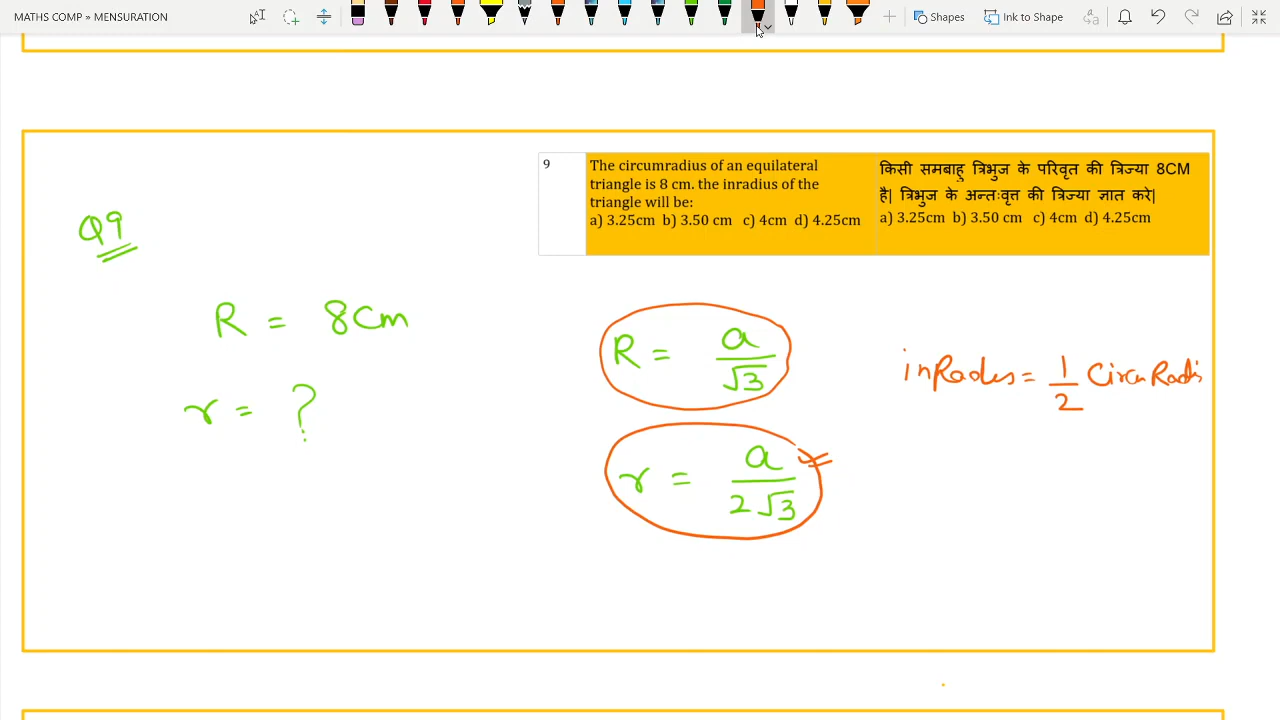 MATHS COMP » MENSURATION
Shapes
Ink to Shape
9
The circumradius of an equilateral
triangle is 8 cm. the inradius of the
triangle will be:
a) 3.25cm b) 3.50 cm c) 4cm d) 4.25cm
किसी समबाहु त्रिभुज के परिवृत की त्रिज्या 8CM
है| त्रिभुज के अन्तःवृत्त की त्रिज्या ज्ञात करे|
a) 3.25cm b) 3.50 cm c) 4cm d) 4.25cm
Q9
R = 8cm
r = ?
R = a/√3
r = a/2√3
inRadus = 1/2 CircuRadi